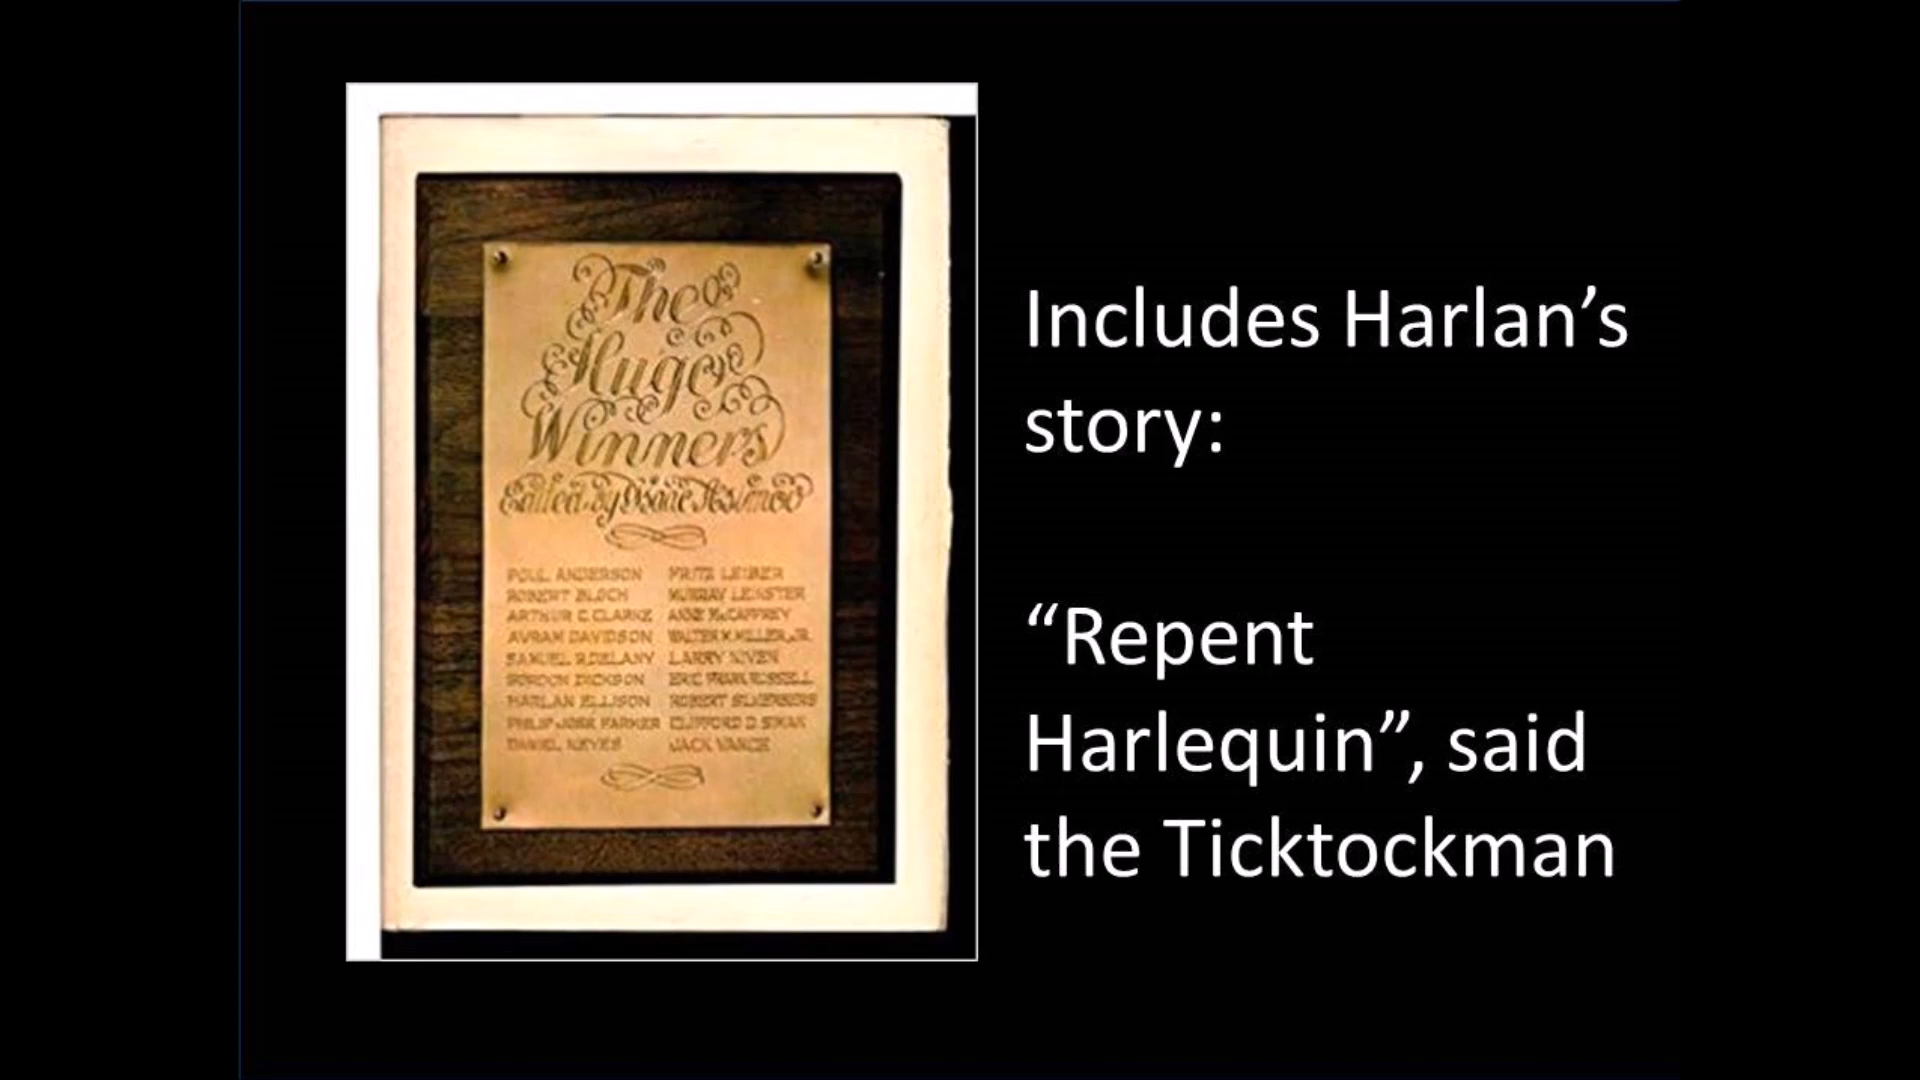 The
Hugo
Winners
Edited by Isaac Asimov
POUL ANDERSON
ROBERT BLOCH
ARTHUR C. CLARKE
AVRAM DAVIDSON
SAMUEL R. DELANY
GORDON DICKSON
HARLAN ELLISON
PHILIP JOSE FARMER
DANIEL KEYES
FRITZ LEIBER
MURRAY LEINSTER
ANNE McCAFFREY
WALTER M. MILLER, JR.
LARRY NIVEN
ERIC FRANK RUSSELL
ROBERT SILVERBERG
CLIFFORD D. SIMAK
JACK VANCE
Includes Harlan’s
story:
“Repent
Harlequin”, said
the Ticktockman